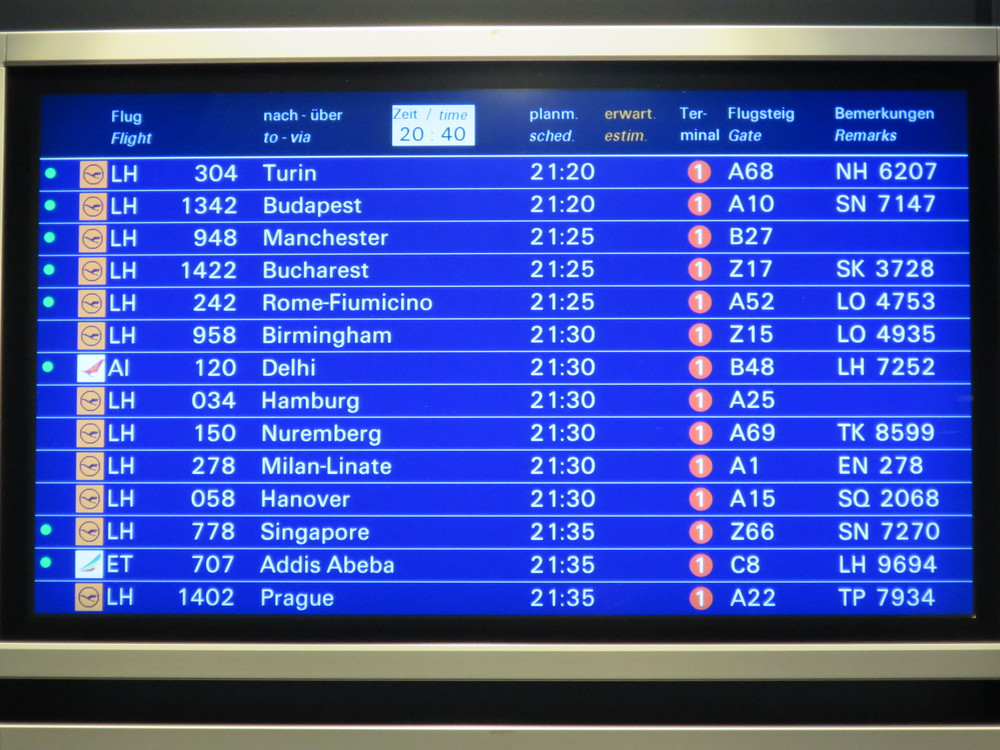 Flug nach - über Zeit / time planm. erwart. Ter- Flugsteig Bemerkungen
Flight to - via 20 : 40 sched. estim. minal Gate Remarks
LH 304 Turin 21:20 1 A68 NH 6207
LH 1342 Budapest 21:20 1 A10 SN 7147
LH 948 Manchester 21:25 1 B27
LH 1422 Bucharest 21:25 1 Z17 SK 3728
LH 242 Rome-Fiumicino 21:25 1 A52 LO 4753
LH 958 Birmingham 21:30 1 Z15 LO 4935
AI 120 Delhi 21:30 1 B48 LH 7252
LH 034 Hamburg 21:30 1 A25
LH 150 Nuremberg 21:30 1 A69 TK 8599
LH 278 Milan-Linate 21:30 1 A1 EN 278
LH 058 Hanover 21:30 1 A15 SQ 2068
LH 778 Singapore 21:35 1 Z66 SN 7270
ET 707 Addis Abeba 21:35 1 C8 LH 9694
LH 1402 Prague 21:35 1 A22 TP 7934